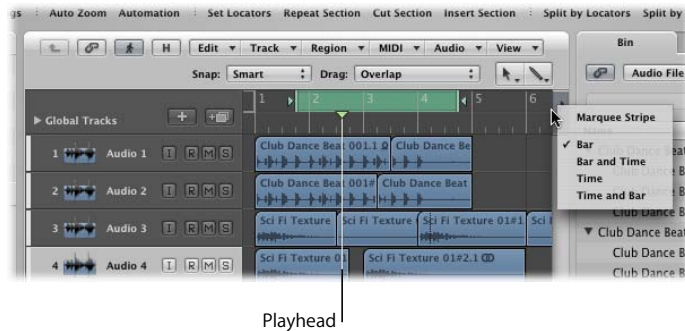 gs Auto Zoom Automation Set Locators Repeat Section Cut Section Insert Section Split by Locators Split by
H Edit Track Region MIDI Audio View Bin
Snap: Smart Drag: Overlap Audio File
1 2 3 4 5 6
Global Tracks
Marquee Stripe
✓ Bar
Bar and Time
Time
Time and Bar
1 Audio 1 I R M S Club Dance Beat 001.1 Club Dance Be
2 Audio 2 I R M S Club Dance Beat 001# Club Dance Beat
Club Dance B
3 Audio 3 I R M S Sci Fi Texture Sci Fi Texture Sci Fi Texture 01#1 Sci
Club Dance Bea
4 Audio 4 I R M S Sci Fi Texture 01 Sci Fi Texture 01#2.1
Club Dance B
Club Dance B
Playhead